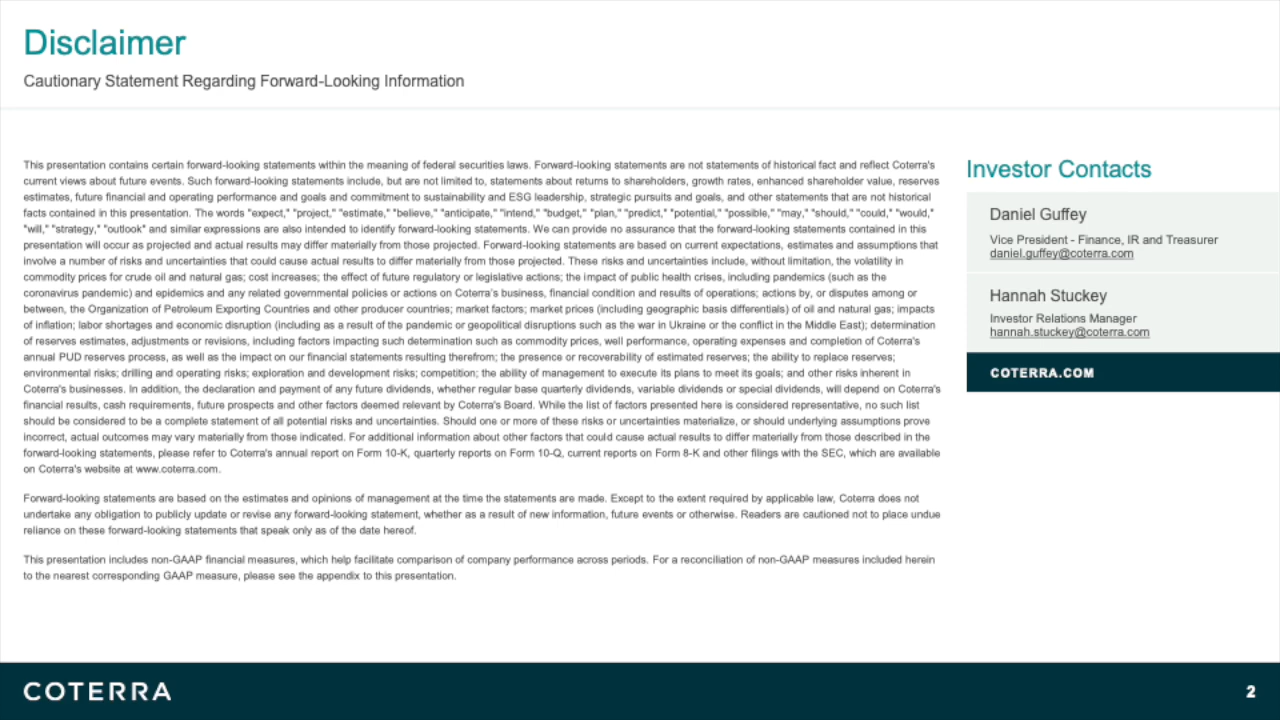 Disclaimer
Cautionary Statement Regarding Forward-Looking Information
This presentation contains certain forward-looking statements within the meaning of federal securities laws. Forward-looking statements are not statements of historical fact and reflect Coterra's
current views about future events. Such forward-looking statements include, but are not limited to, statements about returns to shareholders, growth rates, enhanced shareholder value, reserves
estimates, future financial and operating performance and goals and commitment to sustainability and ESG leadership, strategic pursuits and goals, and other statements that are not historical
facts contained in this presentation. The words "expect," "project," "estimate," "believe," "anticipate," "intend," "budget," "plan," "predict," "potential," "possible," "may," "should," "could," "would,"
"will," "strategy," "outlook" and similar expressions are also intended to identify forward-looking statements. We can provide no assurance that the forward-looking statements contained in this
presentation will occur as projected and actual results may differ materially from those projected. Forward-looking statements are based on current expectations, estimates and assumptions that
involve a number of risks and uncertainties that could cause actual results to differ materially from those projected. These risks and uncertainties include, without limitation, the volatility in
commodity prices for crude oil and natural gas; cost increases; the effect of future regulatory or legislative actions; the impact of public health crises, including pandemics (such as the
coronavirus pandemic) and epidemics and any related governmental policies or actions on Coterra's business, financial condition and results of operations; actions by, or disputes among or
between, the Organization of Petroleum Exporting Countries and other producer countries; market factors; market prices (including geographic basis differentials) of oil and natural gas; impacts
of inflation; labor shortages and economic disruption (including as a result of the pandemic or geopolitical disruptions such as the war in Ukraine or the conflict in the Middle East); determination
of reserves estimates, adjustments or revisions, including factors impacting such determination such as commodity prices, well performance, operating expenses and completion of Coterra's
annual PUD reserves process, as well as the impact on our financial statements resulting therefrom; the presence or recoverability of estimated reserves; the ability to replace reserves;
environmental risks; drilling and operating risks; exploration and development risks; competition; the ability of management to execute its plans to meet its goals; and other risks inherent in
Coterra's businesses. In addition, the declaration and payment of any future dividends, whether regular base quarterly dividends, variable dividends or special dividends, will depend on Coterra's
financial results, cash requirements, future prospects and other factors deemed relevant by Coterra's Board. While the list of factors presented here is considered representative, no such list
should be considered to be a complete statement of all potential risks and uncertainties. Should one or more of these risks or uncertainties materialize, or should underlying assumptions prove
incorrect, actual outcomes may vary materially from those indicated. For additional information about other factors that could cause actual results to differ materially from those described in the
forward-looking statements, please refer to Coterra's annual report on Form 10-K, quarterly reports on Form 10-Q, current reports on Form 8-K and other filings with the SEC, which are available
on Coterra's website at www.coterra.com.
Forward-looking statements are based on the estimates and opinions of management at the time the statements are made. Except to the extent required by applicable law, Coterra does not
undertake any obligation to publicly update or revise any forward-looking statement, whether as a result of new information, future events or otherwise. Readers are cautioned not to place undue
reliance on these forward-looking statements that speak only as of the date hereof.
This presentation includes non-GAAP financial measures, which help facilitate comparison of company performance across periods. For a reconciliation of non-GAAP measures included herein
to the nearest corresponding GAAP measure, please see the appendix to this presentation.
Investor Contacts
Daniel Guffey
Vice President - Finance, IR and Treasurer
daniel.guffey@coterra.com
Hannah Stuckey
Investor Relations Manager
hannah.stuckey@coterra.com
COTERRA.COM
COTERRA
2